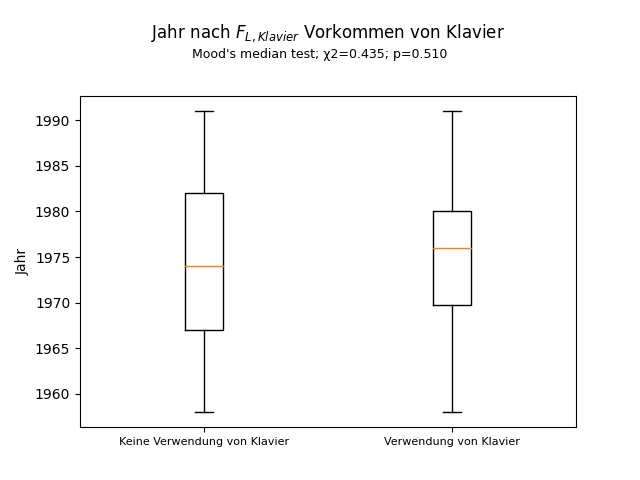 Jahr nach F_{L, Klavier} Vorkommen von Klavier
Mood's median test; χ2=0.435; p=0.510
1990
1985
1980
1975
1970
1965
1960
Jahr
Keine Verwendung von Klavier
Verwendung von Klavier